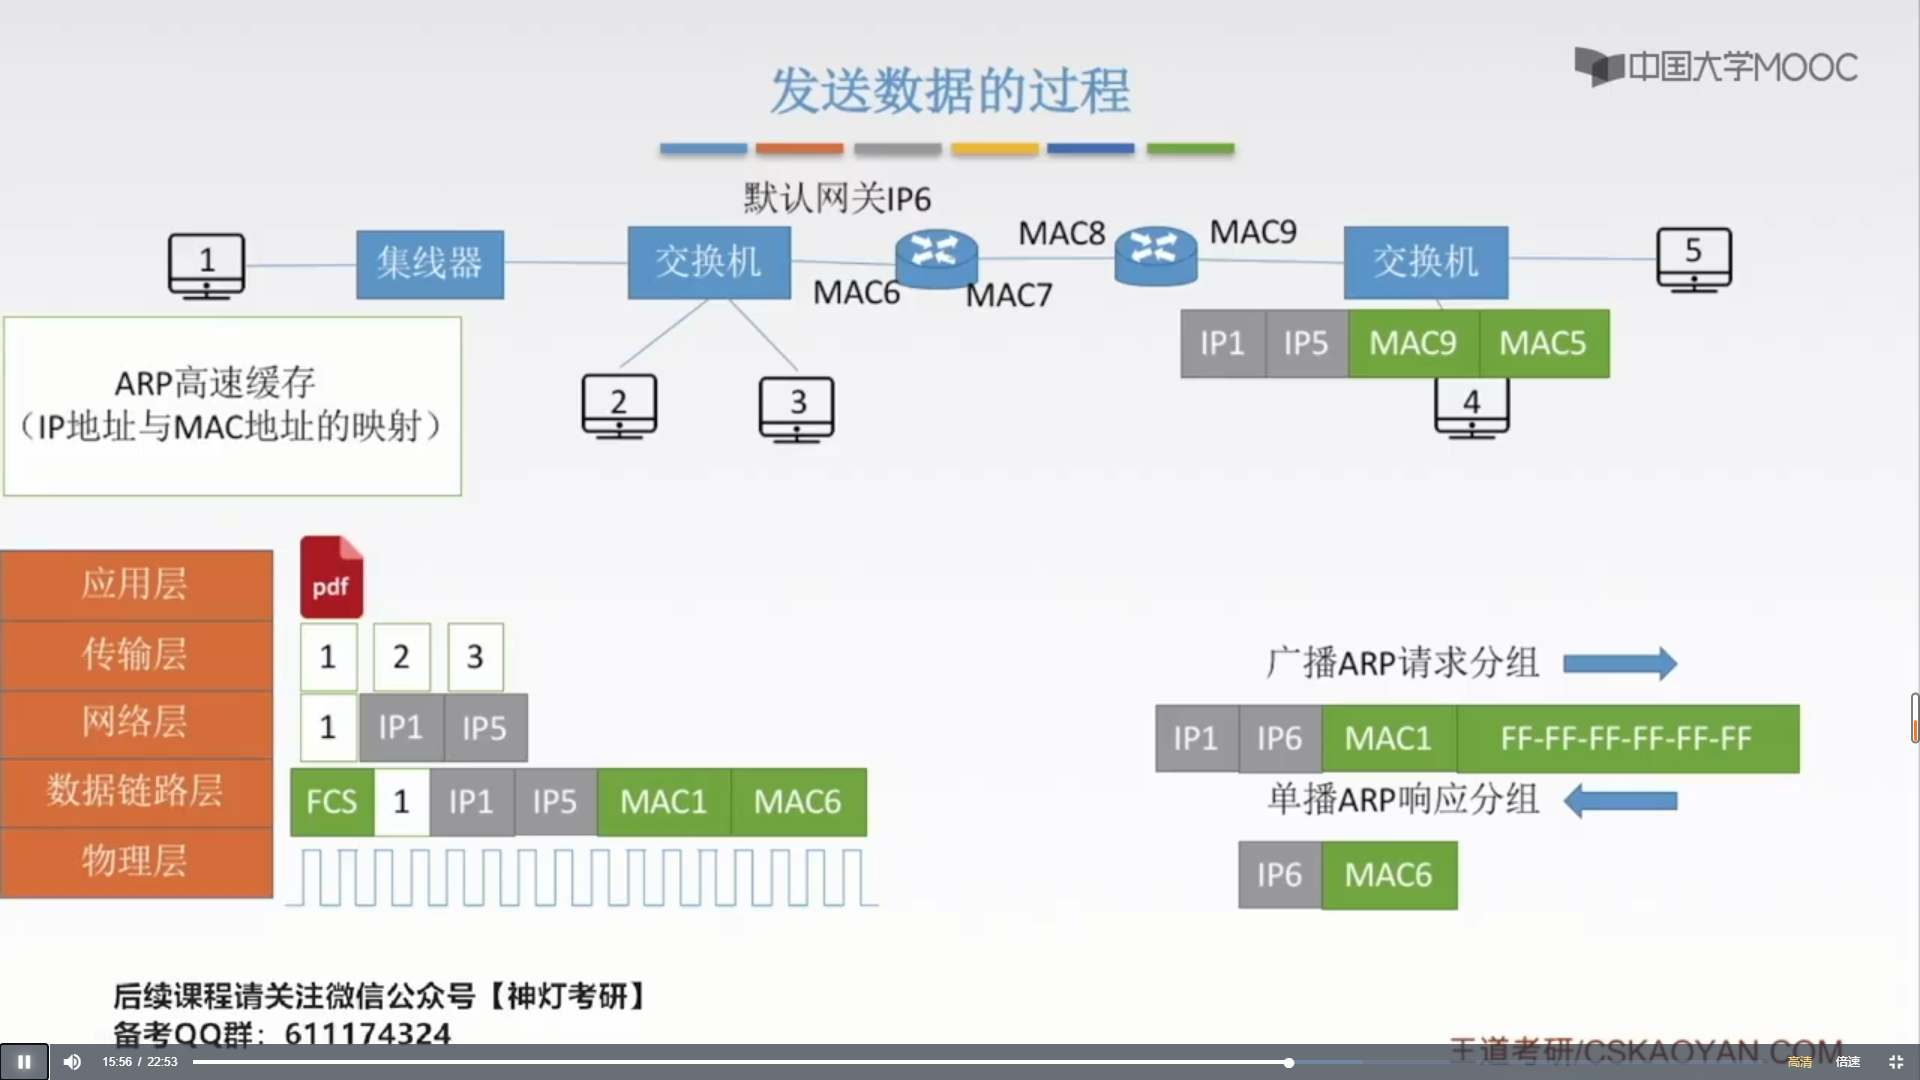 中国大学MOOC
发送数据的过程
默认网关IP6
MAC8
MAC9
1
集线器
交换机
交换机
5
MAC6
MAC7
IP1 IP5 MAC9 MAC5
ARP高速缓存
（IP地址与MAC地址的映射）
2
3
4
应用层
pdf
传输层
1 2 3
广播ARP请求分组
网络层
1 IP1 IP5
IP1 IP6 MAC1 FF-FF-FF-FF-FF-FF
数据链路层
FCS 1 IP1 IP5 MAC1 MAC6
单播ARP响应分组
物理层
IP6 MAC6
后续课程请关注微信公众号【神灯考研】
备考QQ群：611174324
王道考研/CSKAOYAN.COM
15:56 / 22:53
高清
倍速